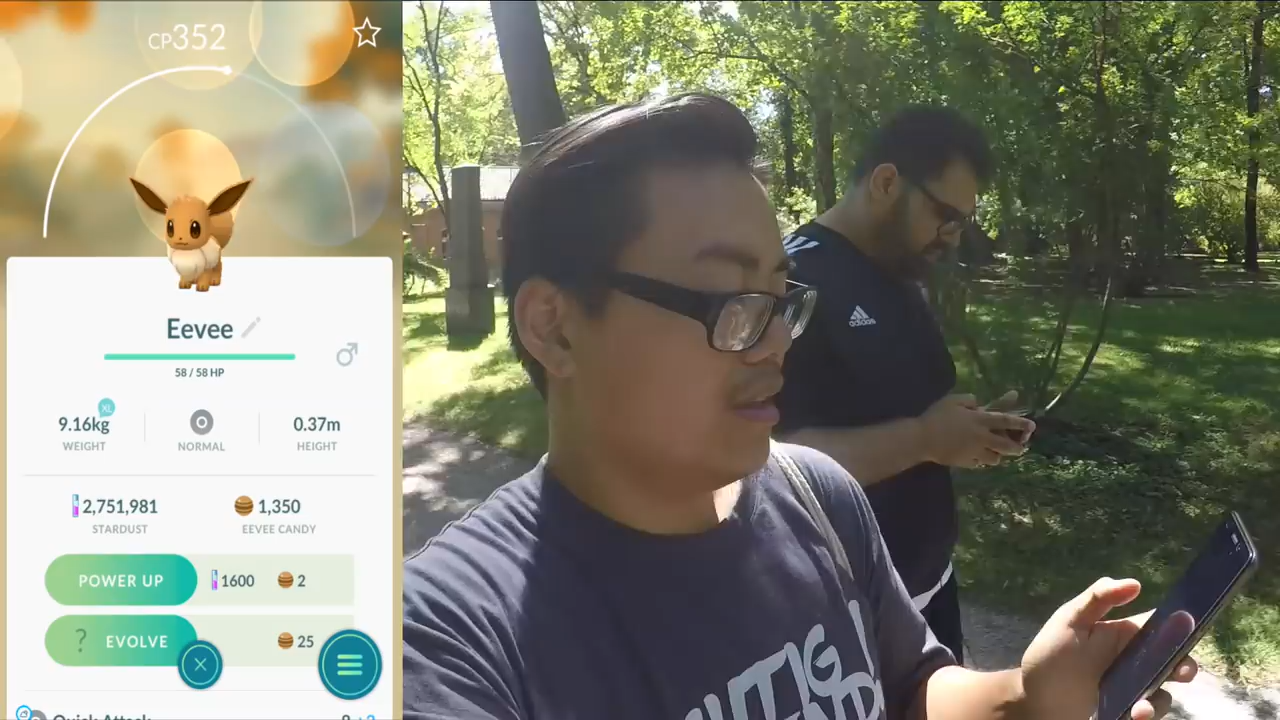 CP352
Eevee
58 / 58 HP
XL
9.16kg
WEIGHT
NORMAL
0.37m
HEIGHT
2,751,981
STARDUST
1,350
EEVEE CANDY
POWER UP
1600
2
? EVOLVE
25
Quick Attack
adidas